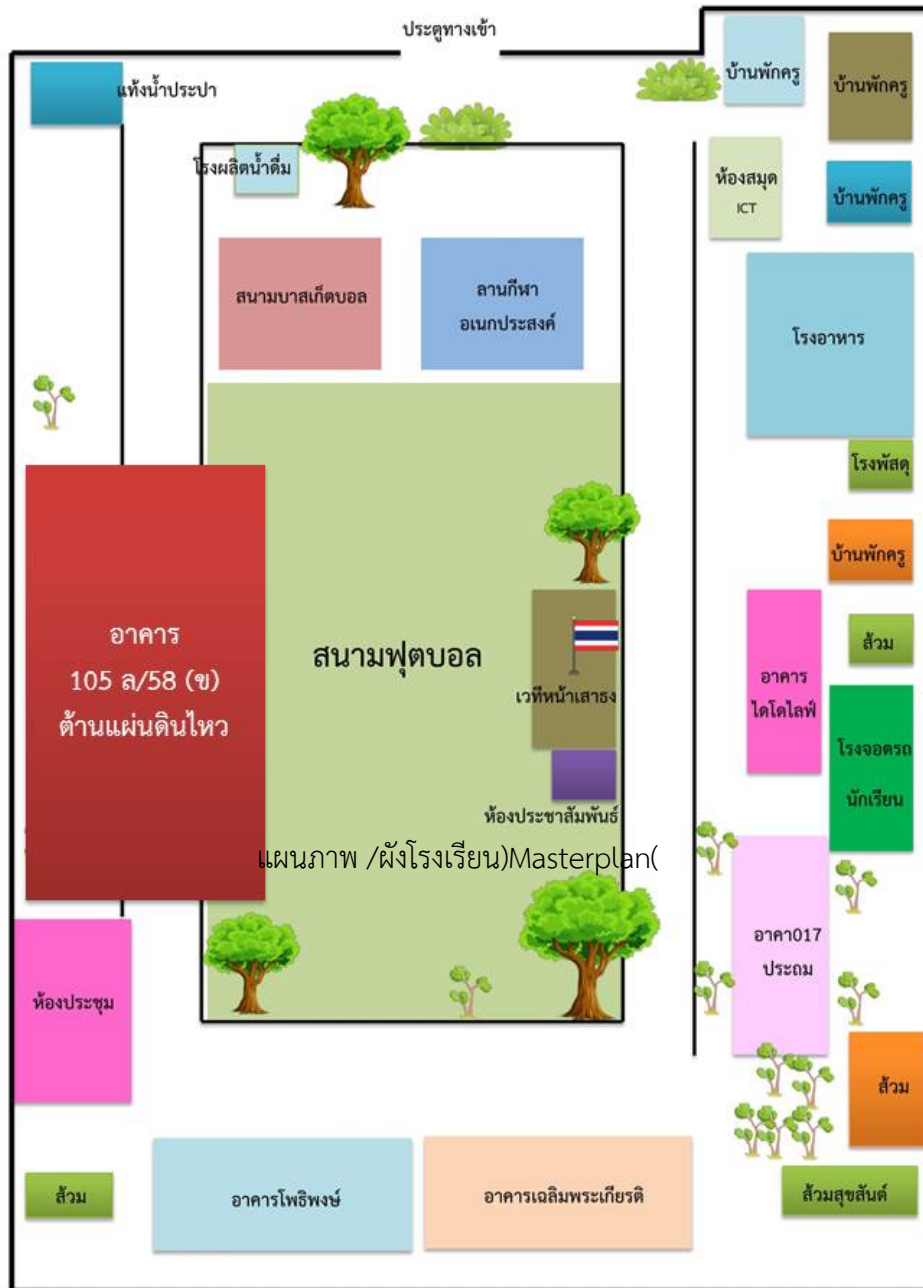 ประตูทางเข้า
แท้งน้ำประปา
บ้านพักครู
บ้านพักครู
โรงผลิตน้ำดื่ม
ห้องสมุด
ICT
บ้านพักครู
สนามบาสเก็ตบอล
ลานกีฬา
อเนกประสงค์
โรงอาหาร
โรงพัสดุ
บ้านพักครู
อาคาร
105 ล/58 (ข)
ต้านแผ่นดินไหว
สนามฟุตบอล
เวทีหน้าเสาธง
ส้วม
อาคาร
ไดโดไลฟ์
โรงจอดรถ
นักเรียน
ห้องประชาสัมพันธ์
แผนภาพ /ผังโรงเรียน)Masterplan(
อาคา017
ประถม
ห้องประชุม
ส้วม
ส้วม
อาคารโพธิพงษ์
อาคารเฉลิมพระเกียรติ
ส้วมสุขสันต์